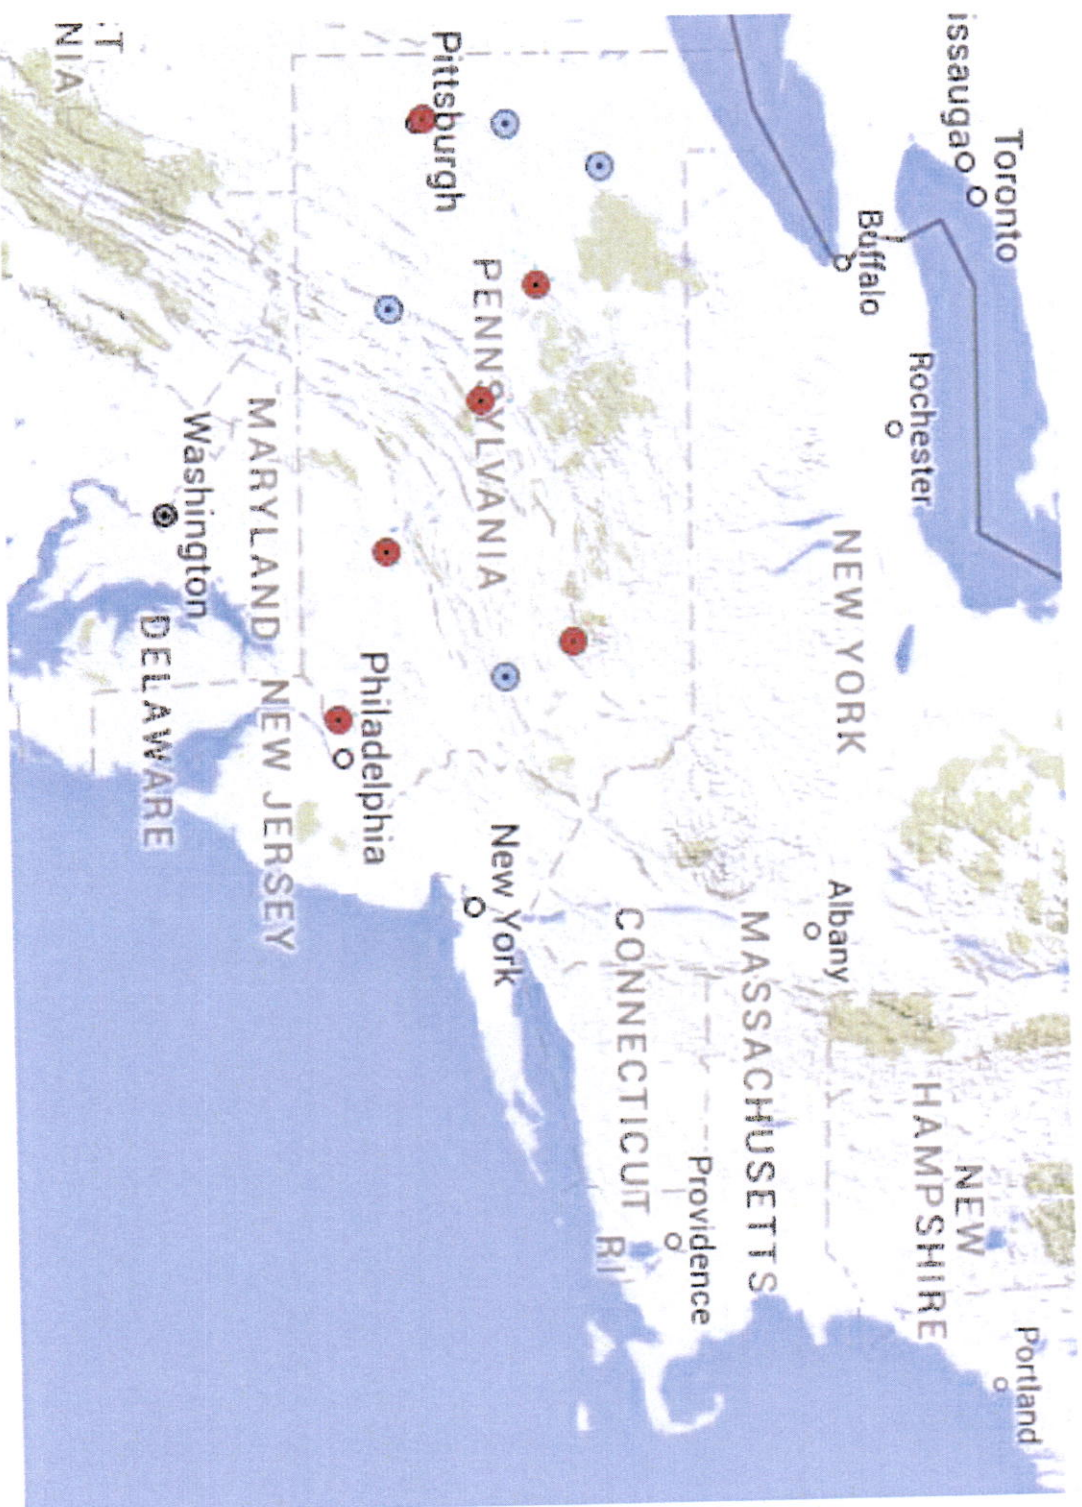 issauga
Toronto
Buffalo
Rochester
NEW YORK
Albany
NEW
HAMPSHIRE
Portland
MASSACHUSETTS
Providence
CONNECTICUT
RI
Pittsburgh
PENNSYLVANIA
New York
Philadelphia
MARYLAND
NEW JERSEY
Washington
DELAWARE
T
NIA